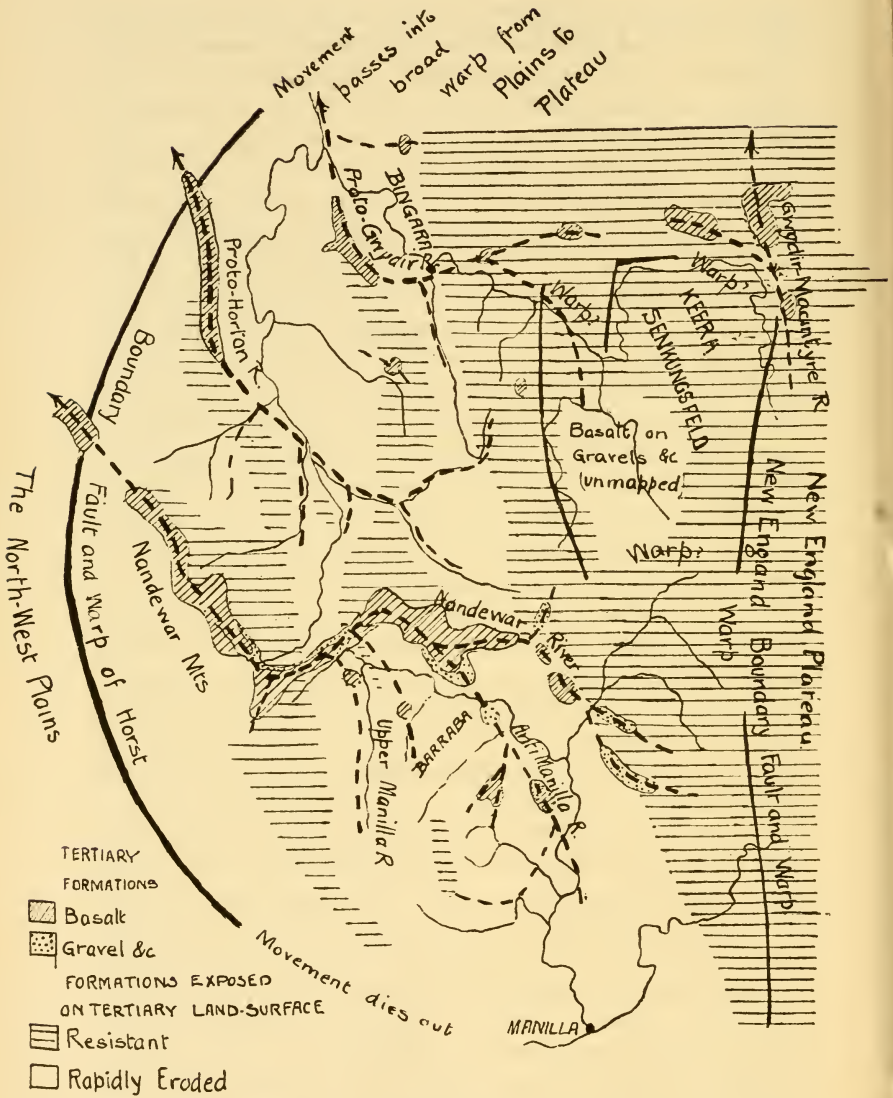 Movement
passes into
broad
warp from
Plains to
Plateau
BINGARA
Proto-Gwydir R.
Proto-Horton R
Gwydir-Macintyre R
Warp?
Warp?
KEERA
SENKUNGSFELD
Basalt on
Gravels &c
(unmapped)
Warp?
New England Plateau
New England Boundary Fault and Warp.
Warp
Boundary
Fault and Warp of Horst
The North-West Plains
Nandewar Mts
Nandewar
River
BARRABA
Upper Manilla R
Anti Manilla
R.
Movement dies out
MANILLA
TERTIARY
FORMATIONS
Basalt
Gravel &c
FORMATIONS EXPOSED
ON TERTIARY LAND-SURFACE
Resistant
Rapidly Eroded